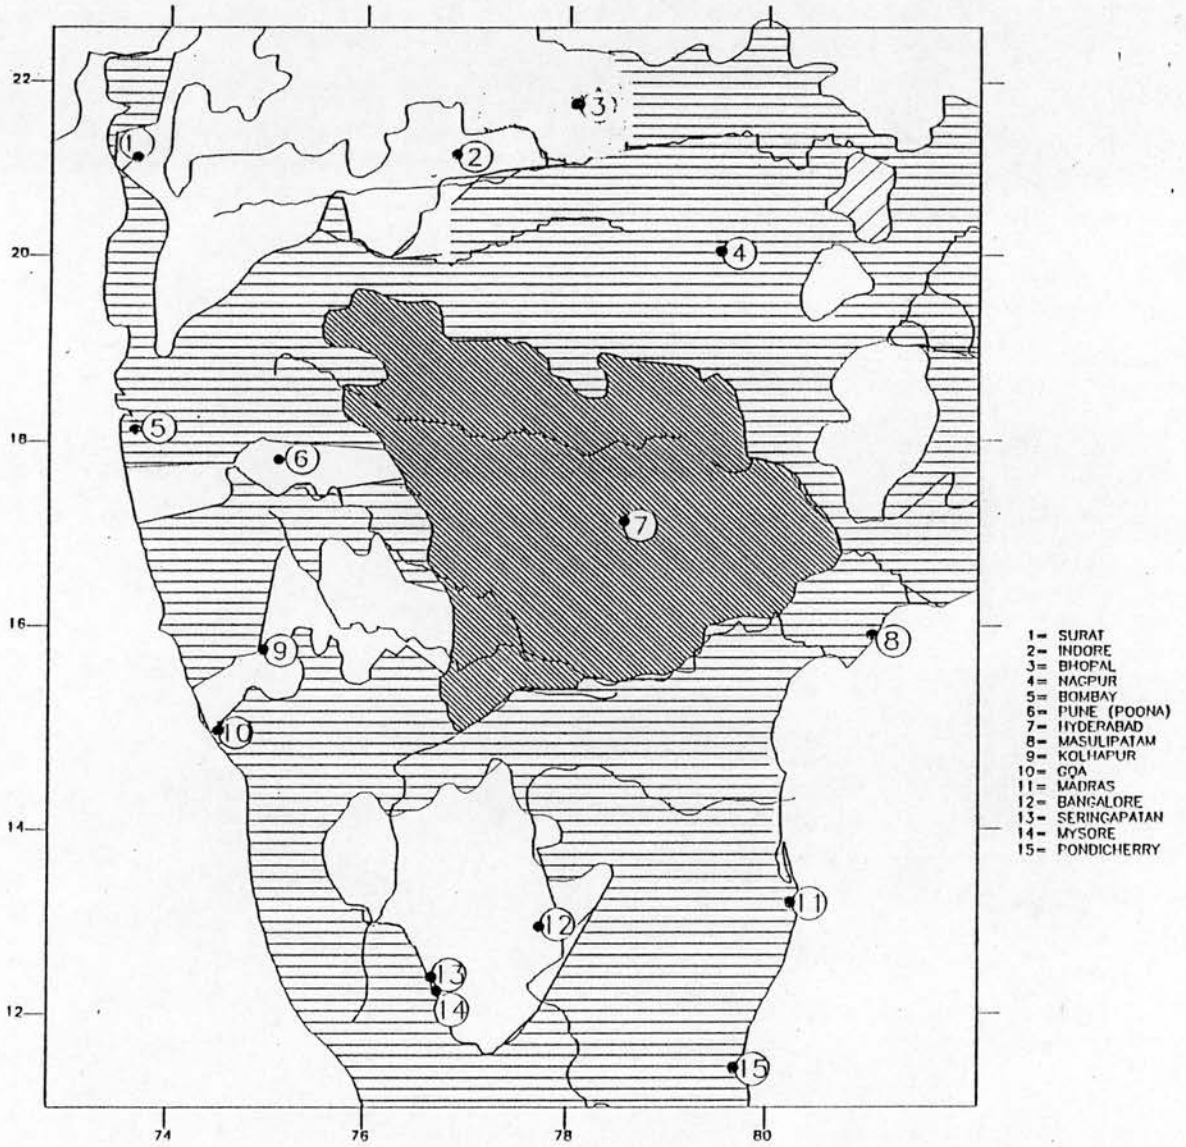 22
20
18
16
14
12
74
76
78
80
1
2
3
4
5
6
7
8
9
10
11
12
13
14
15
1= SURAT
2= INDORE
3= BHOPAL
4= NAGPUR
5= BOMBAY
6= PUNE (POONA)
7= HYDERABAD
8= MASULIPATAM
9= KOLHAPUR
10= GOA
11= MADRAS
12= BANGALORE
13= SERINGAPATAN
14= MYSORE
15= PONDICHERRY